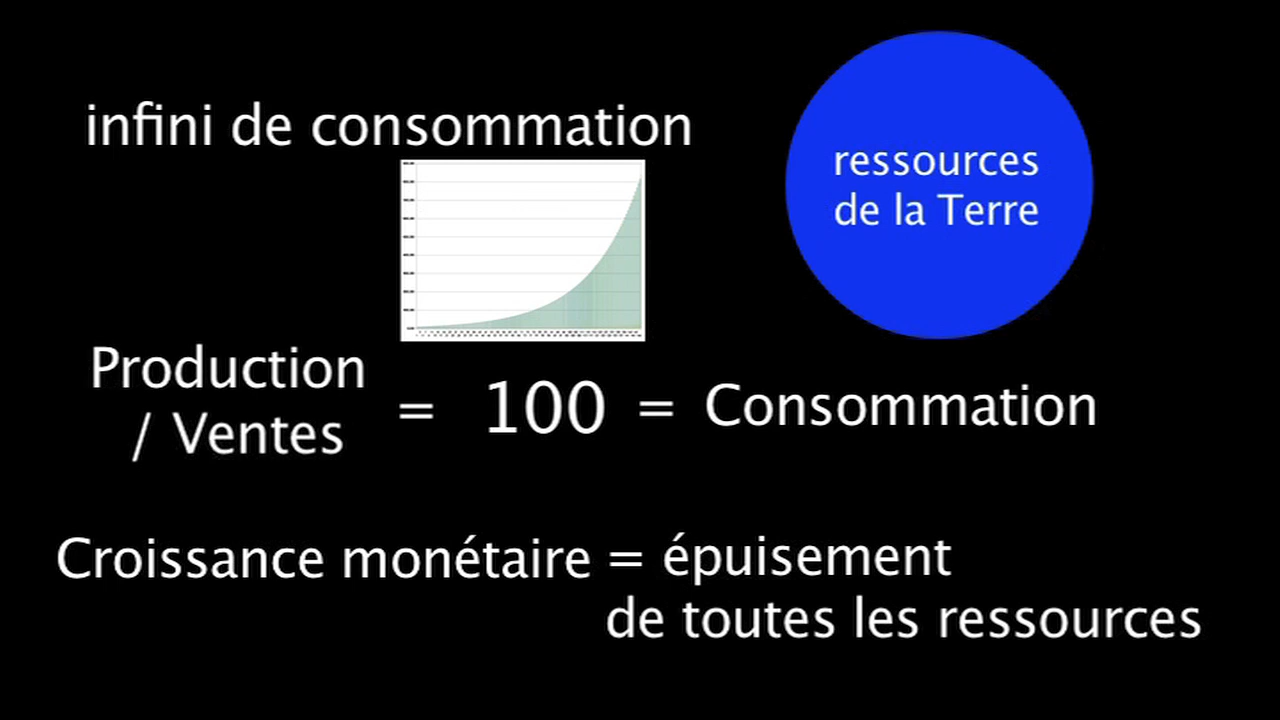 infini de consommation
ressources
de la Terre
Production
/ Ventes
= 100 = Consommation
Croissance monétaire = épuisement
de toutes les ressources